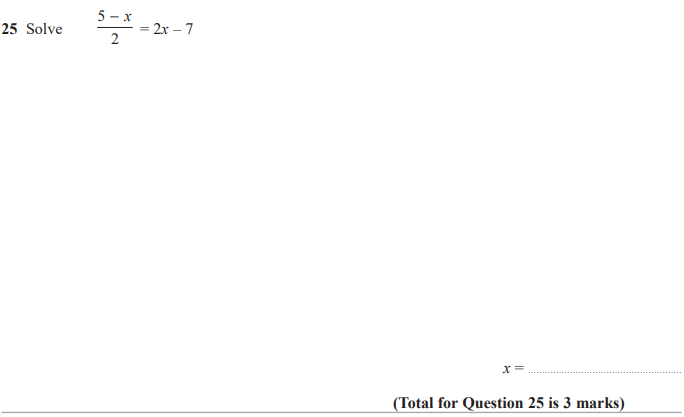 25 Solve (5 – x)/2 = 2x – 7
x = ........................................................
(Total for Question 25 is 3 marks)